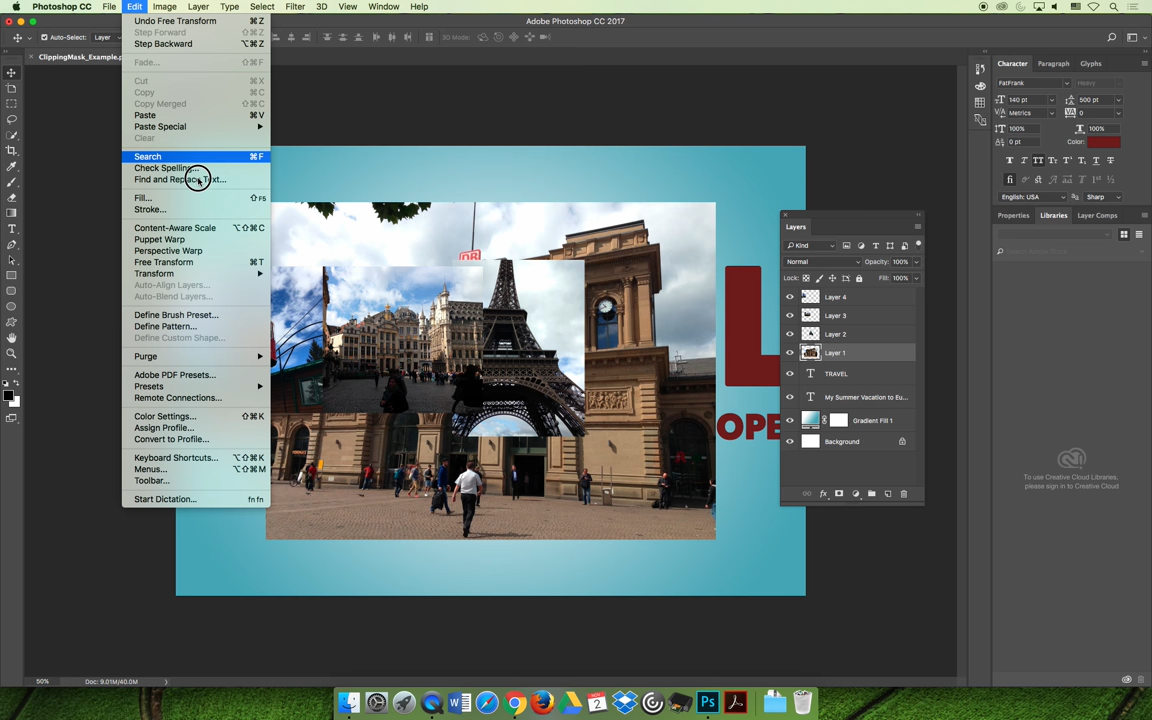 Photoshop CC File Edit Image Layer Type Select Filter 3D View Window Help
Adobe Photoshop CC 2017
Auto-Select: Layer
3D Mode:
ClippingMask_Example.p
Undo Free Transform ⌘Z
Step Forward ⇧⌘Z
Step Backward ⌥⌘Z
Fade... ⇧⌘F
Cut ⌘X
Copy ⌘C
Copy Merged ⇧⌘C
Paste ⌘V
Paste Special
Clear
Search ⌘F
Check Spelling...
Find and Replace Text...
Fill... ⇧F5
Stroke...
Content-Aware Scale ⌥⇧⌘C
Puppet Warp
Perspective Warp
Free Transform ⌘T
Transform
Auto-Align Layers...
Auto-Blend Layers...
Define Brush Preset...
Define Pattern...
Define Custom Shape...
Purge
Adobe PDF Presets...
Presets
Remote Connections...
Color Settings... ⇧⌘K
Assign Profile...
Convert to Profile...
Keyboard Shortcuts... ⌥⇧⌘K
Menus... ⌥⇧⌘M
Toolbar...
Start Dictation... fn fn
DB
L
OPE
Layers
Kind
Normal Opacity: 100%
Lock: Fill: 100%
Layer 4
Layer 3
Layer 2
Layer 1
T TRAVEL
T My Summer Vacation to Eu...
Gradient Fill 1
Background
fx
Character Paragraph Glyphs
FatFrank Heavy
140 pt 500 pt
Metrics 0
100% 100%
0 pt Color:
English: USA Sharp
Properties Libraries Layer Comps
To use Creative Cloud Libraries,
please sign in to Creative Cloud
50% Doc: 9.01M/40.0M
NOV
2
W
Ps